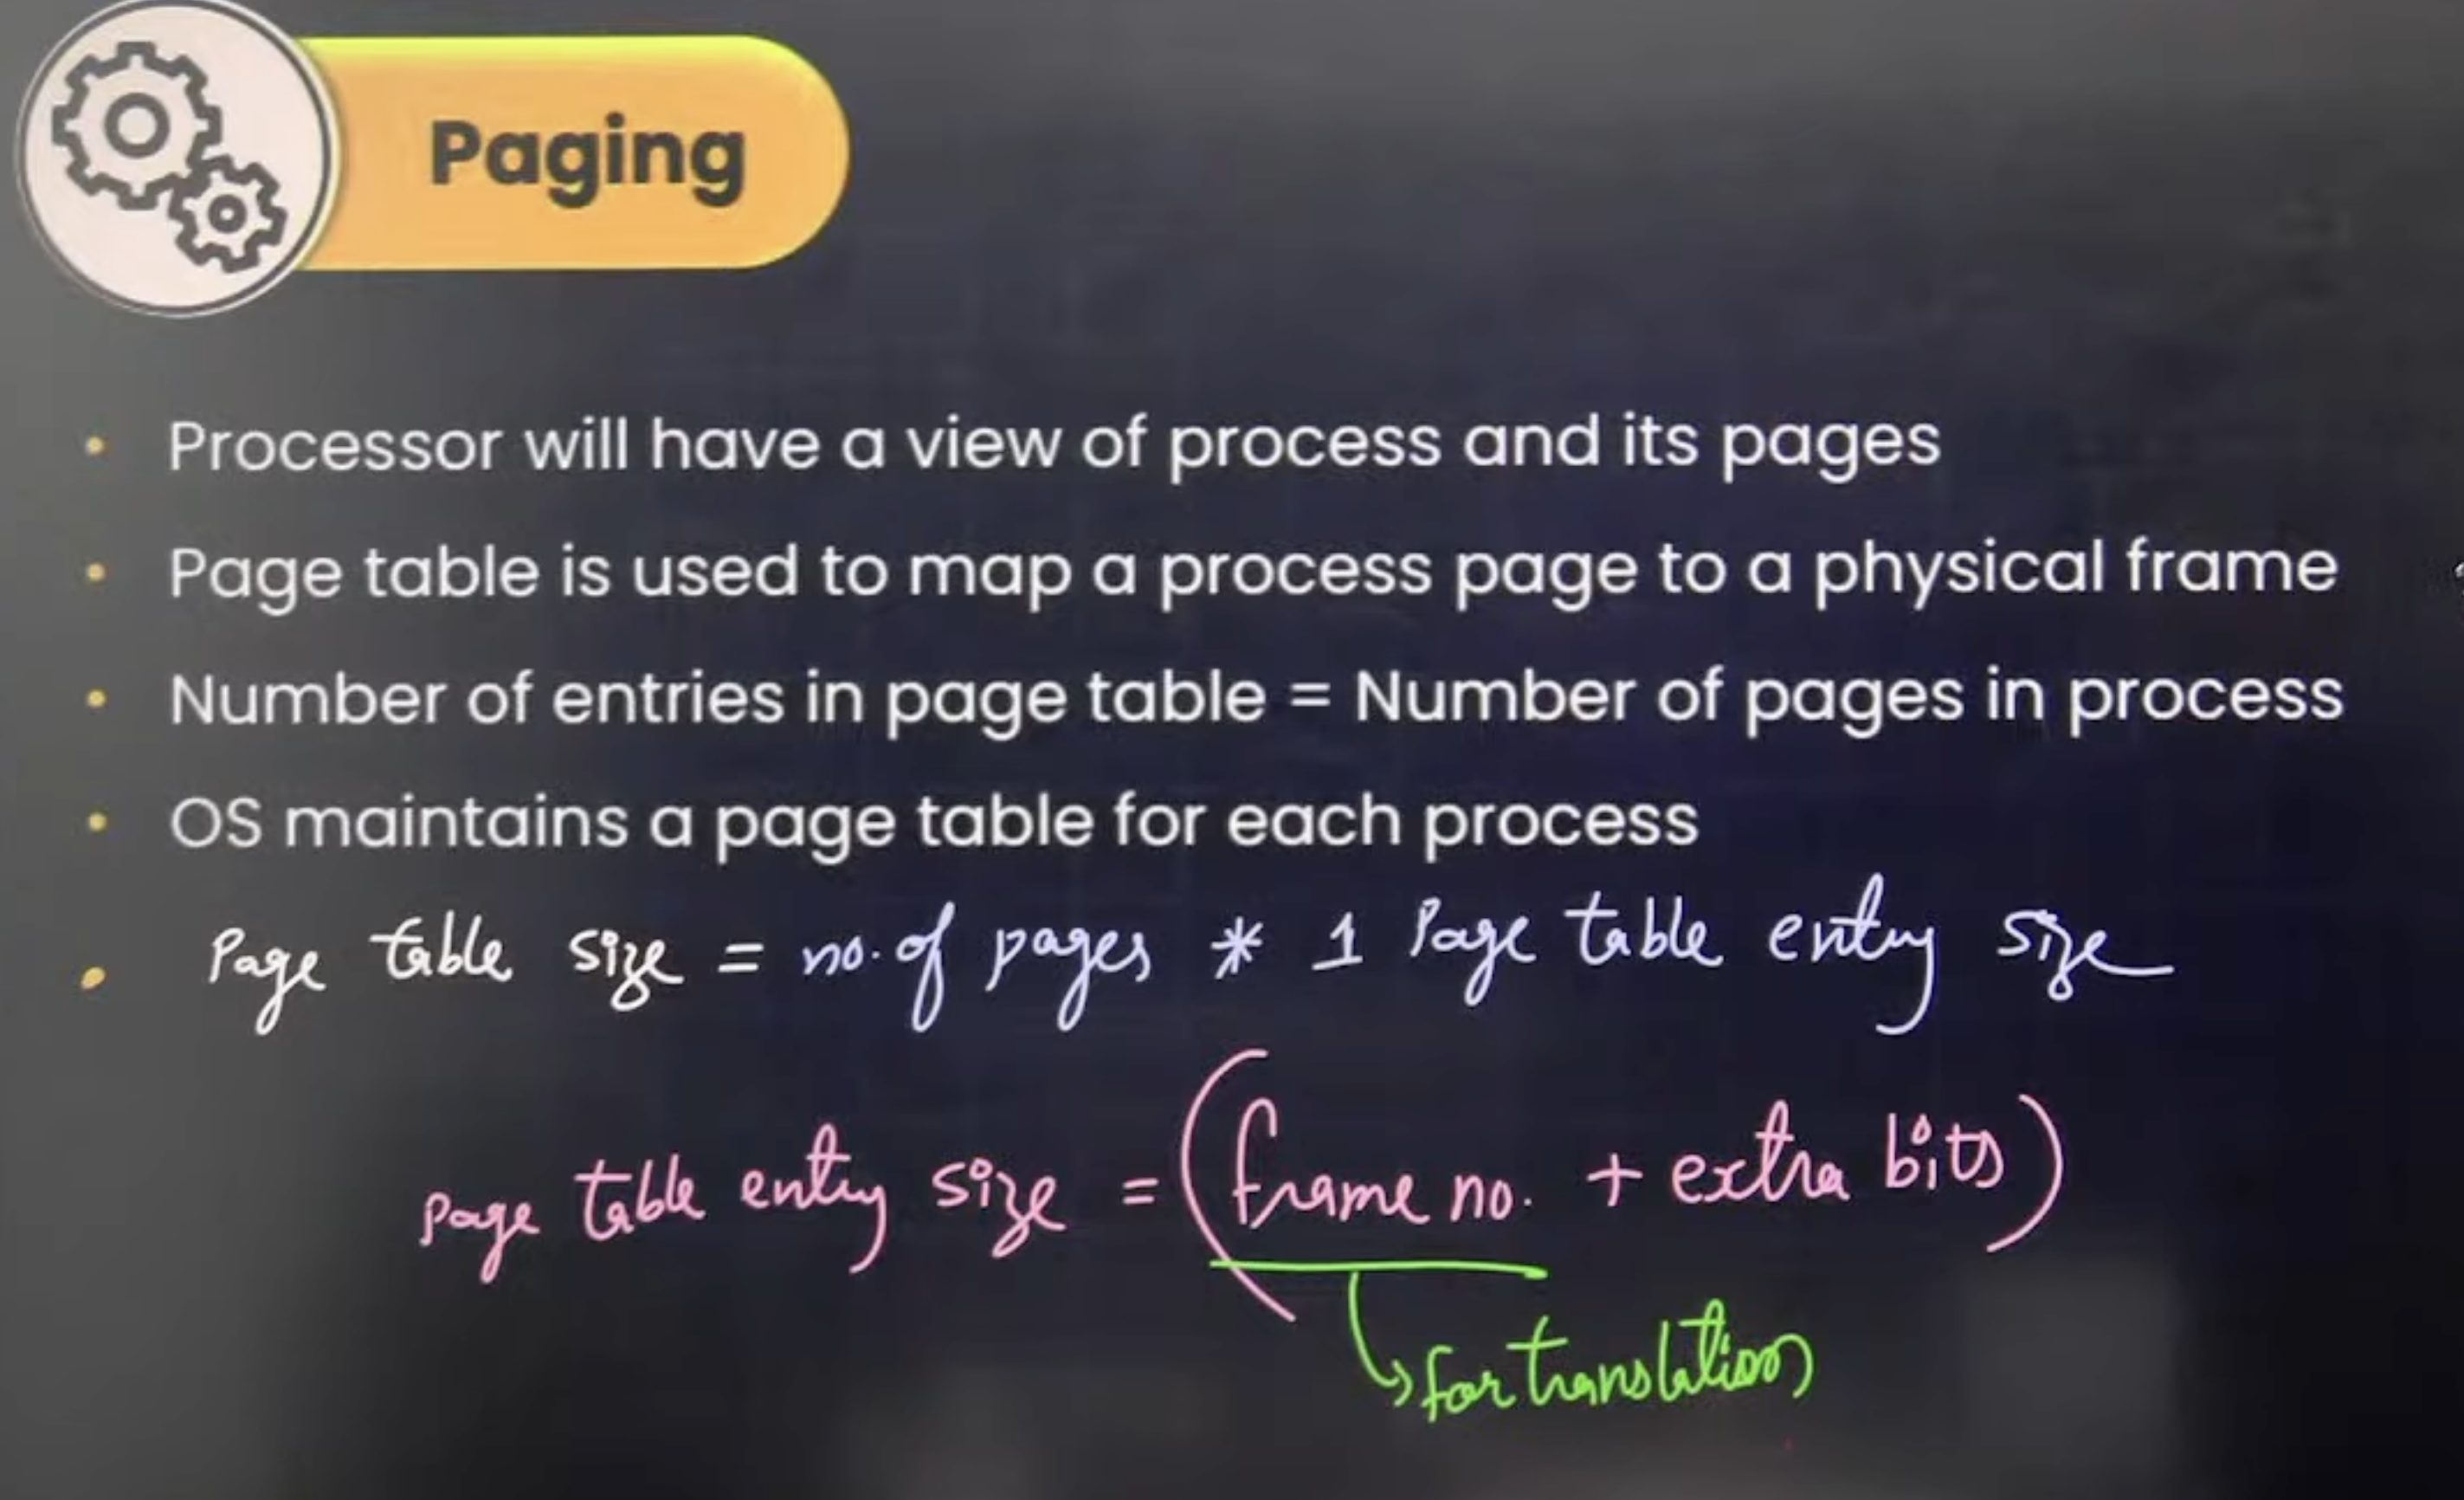 Paging
• Processor will have a view of process and its pages
• Page table is used to map a process page to a physical frame
• Number of entries in page table = Number of pages in process
• OS maintains a page table for each process
• Page table size = no. of pages * 1 Page table entry size
page table entry size = (frame no. + extra bits)
for translation